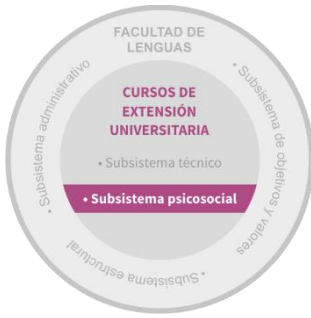 FACULTAD DE
LENGUAS
• Subsistema administrativo
• Subsistema de objetivos y valores
CURSOS DE
EXTENSIÓN
UNIVERSITARIA
• Subsistema técnico
• Subsistema psicosocial
• Subsistema estructural